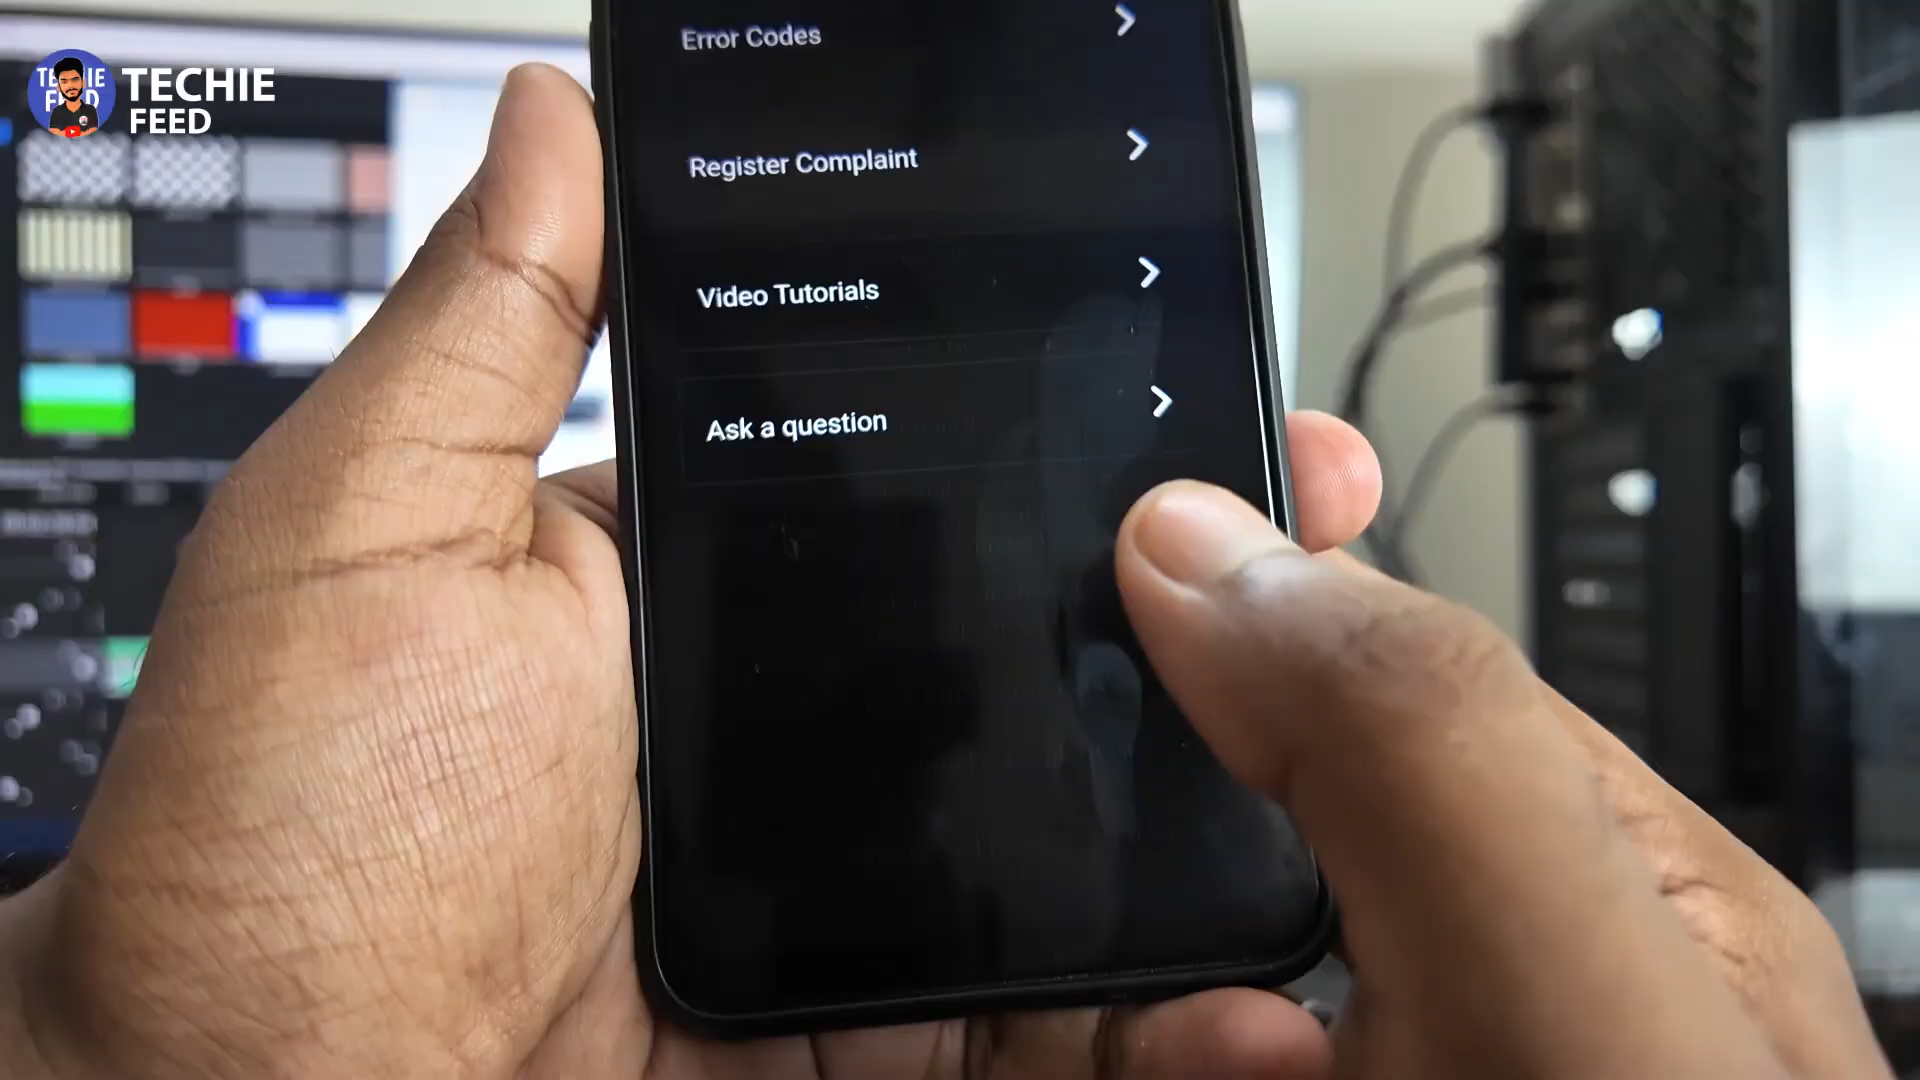 TECHIE
FEED
Error Codes
Register Complaint
Video Tutorials
Ask a question